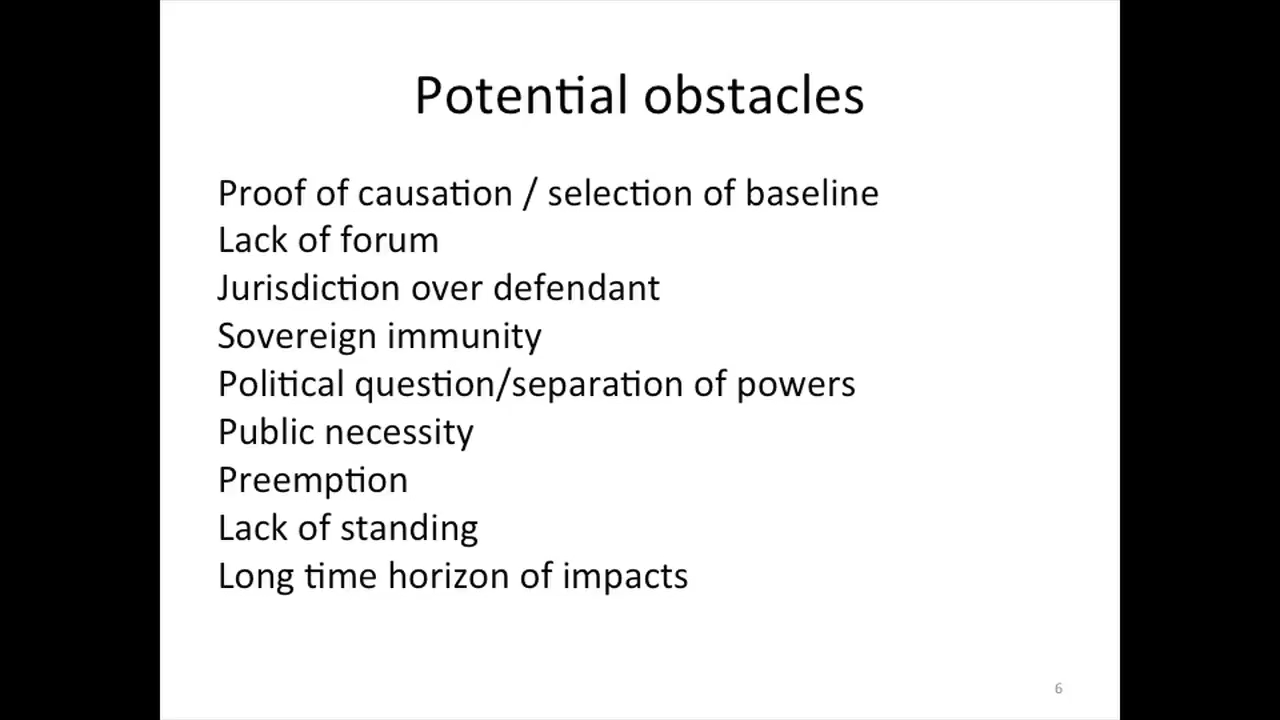 Potential obstacles
Proof of causation / selection of baseline
Lack of forum
Jurisdiction over defendant
Sovereign immunity
Political question/separation of powers
Public necessity
Preemption
Lack of standing
Long time horizon of impacts
6